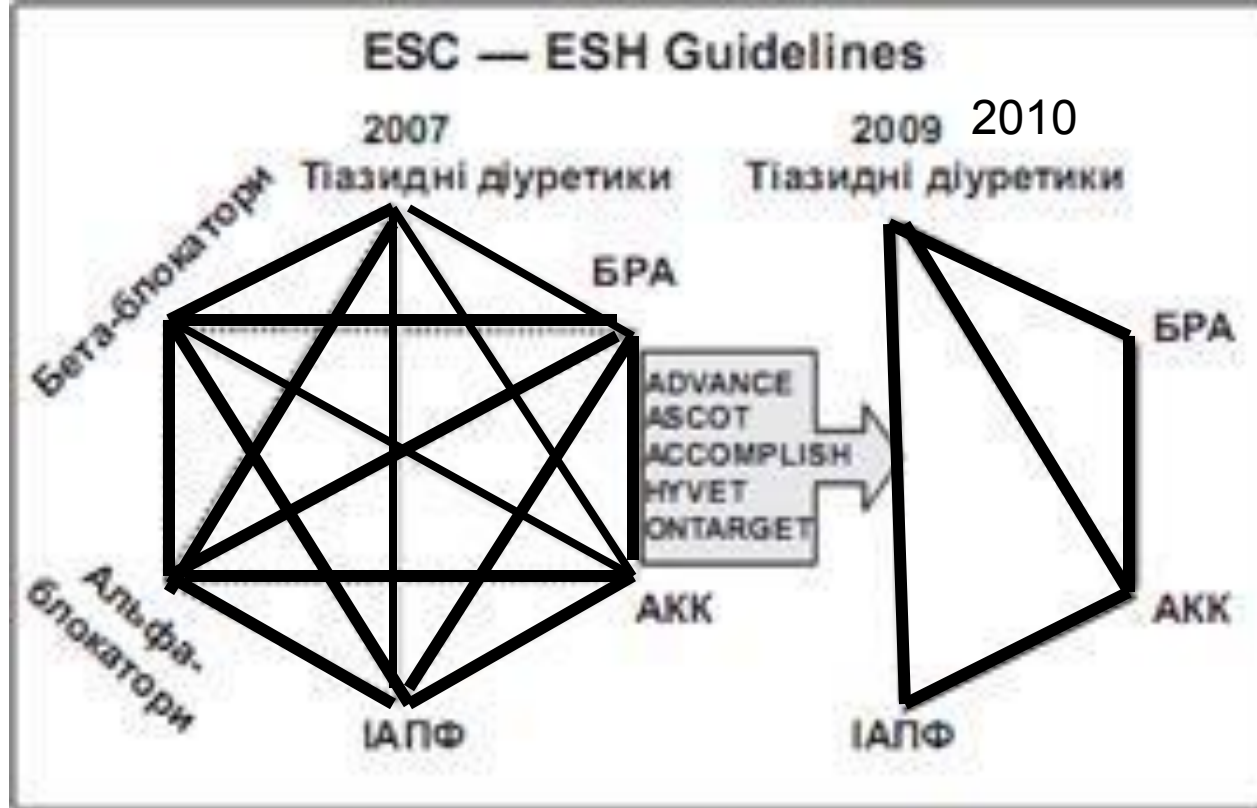 ESC — ESH Guidelines
2007
Тіазидні діуретики
Бета-блокатори
БРА
Альфа-
блокатори
АКК
ІАПФ
ADVANCE
ASCOT
ACCOMPLISH
HYVET
ONTARGET
2009 2010
Тіазидні діуретики
БРА
АКК
ІАПФ